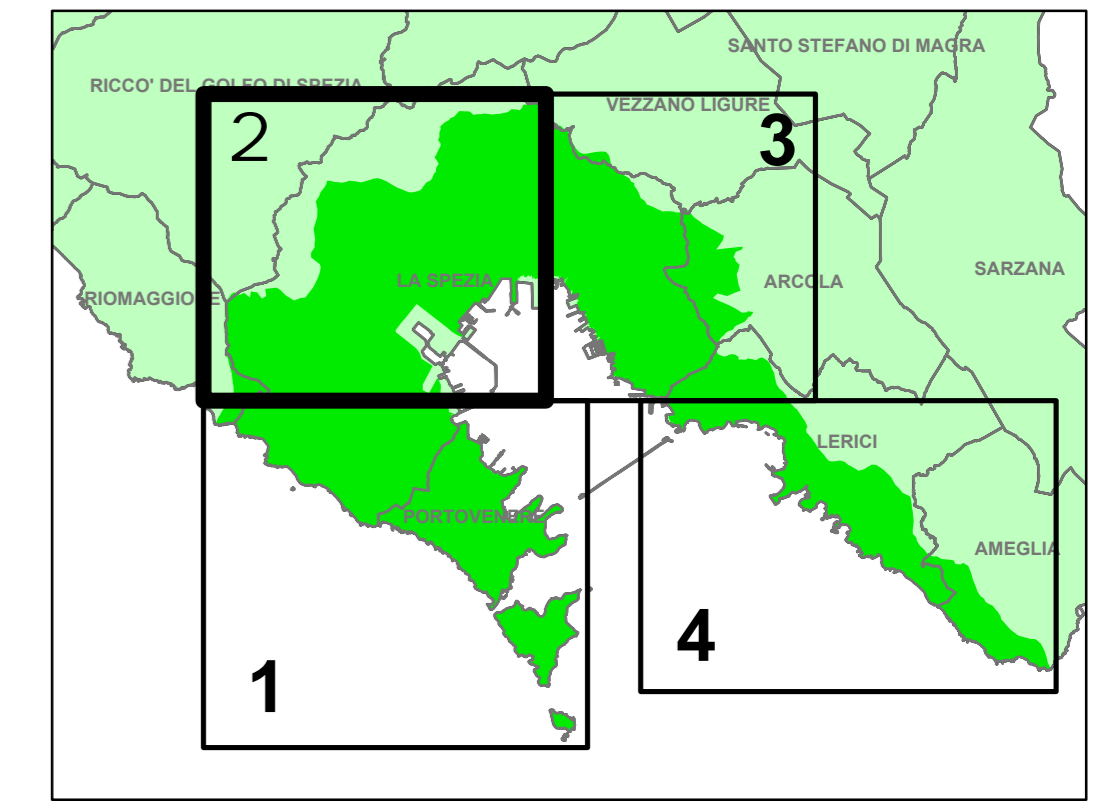 SANTO STEFANO DI MAGRA
RICCO' DEL GOLFO DI SPEZIA
VEZZANO LIGURE
2
3
LA SPEZIA
ARCOLA
SARZANA
RIOMAGGIORE
LERICI
PORTOVENERE
AMEGLIA
4
1